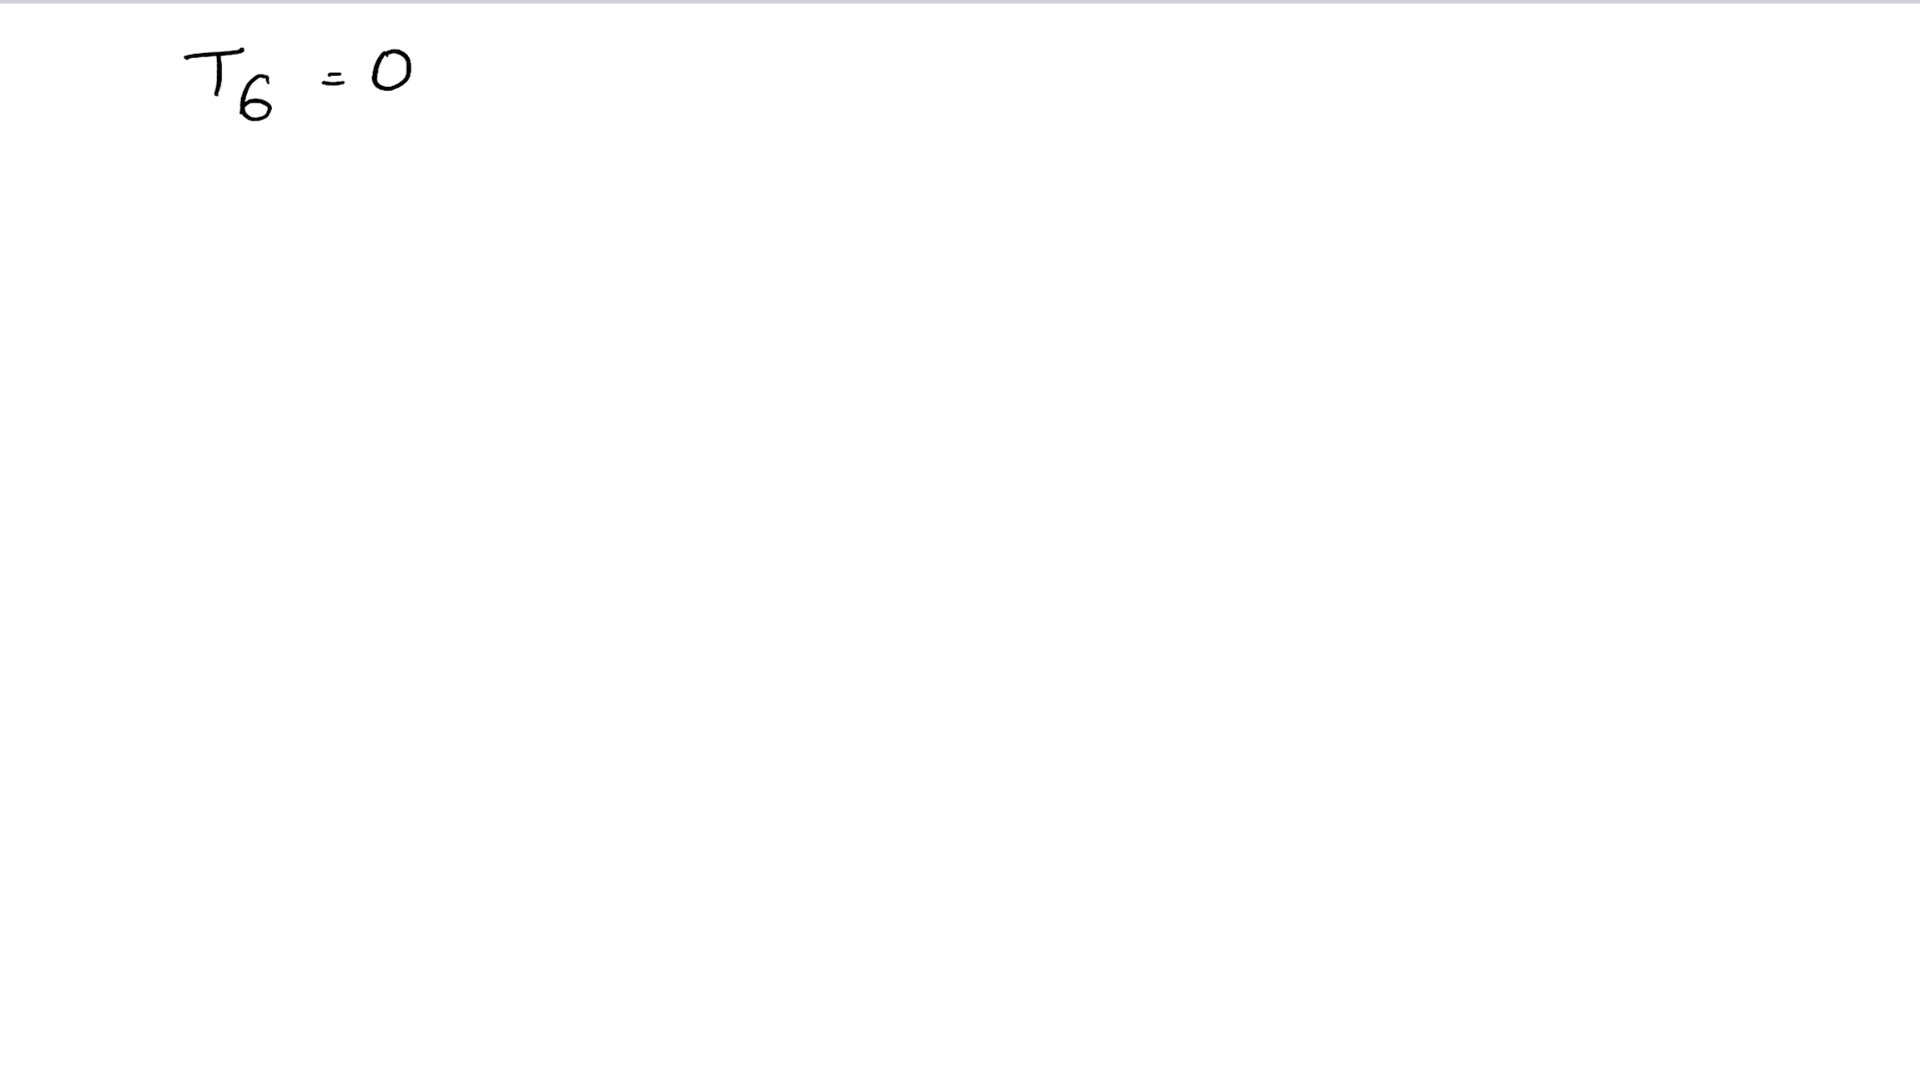 T₆ = 0